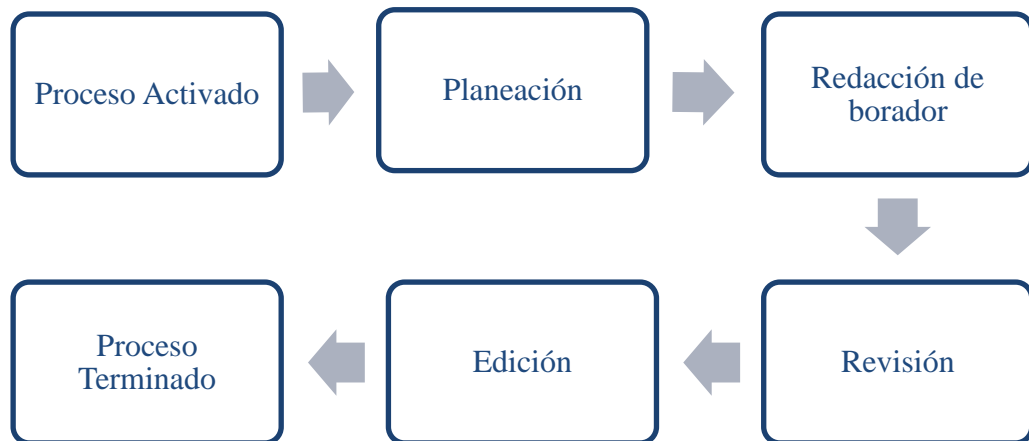 Proceso Activado
Planeación
Redacción de
borador
Revisión
Edición
Proceso
Terminado